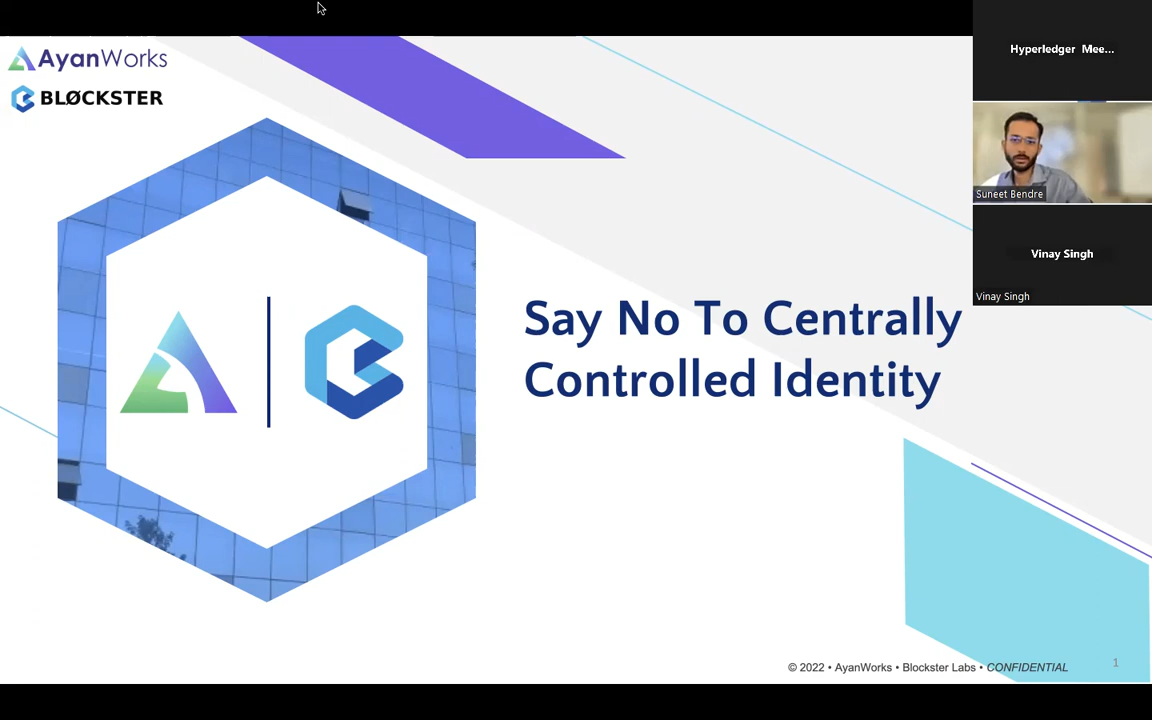 AyanWorks
BLØCKSTER
Say No To Centrally
Controlled Identity
© 2022 • AyanWorks • Blockster Labs • CONFIDENTIAL
1
Hyperledger Mee...
Suneet Bendre
Vinay Singh
Vinay Singh